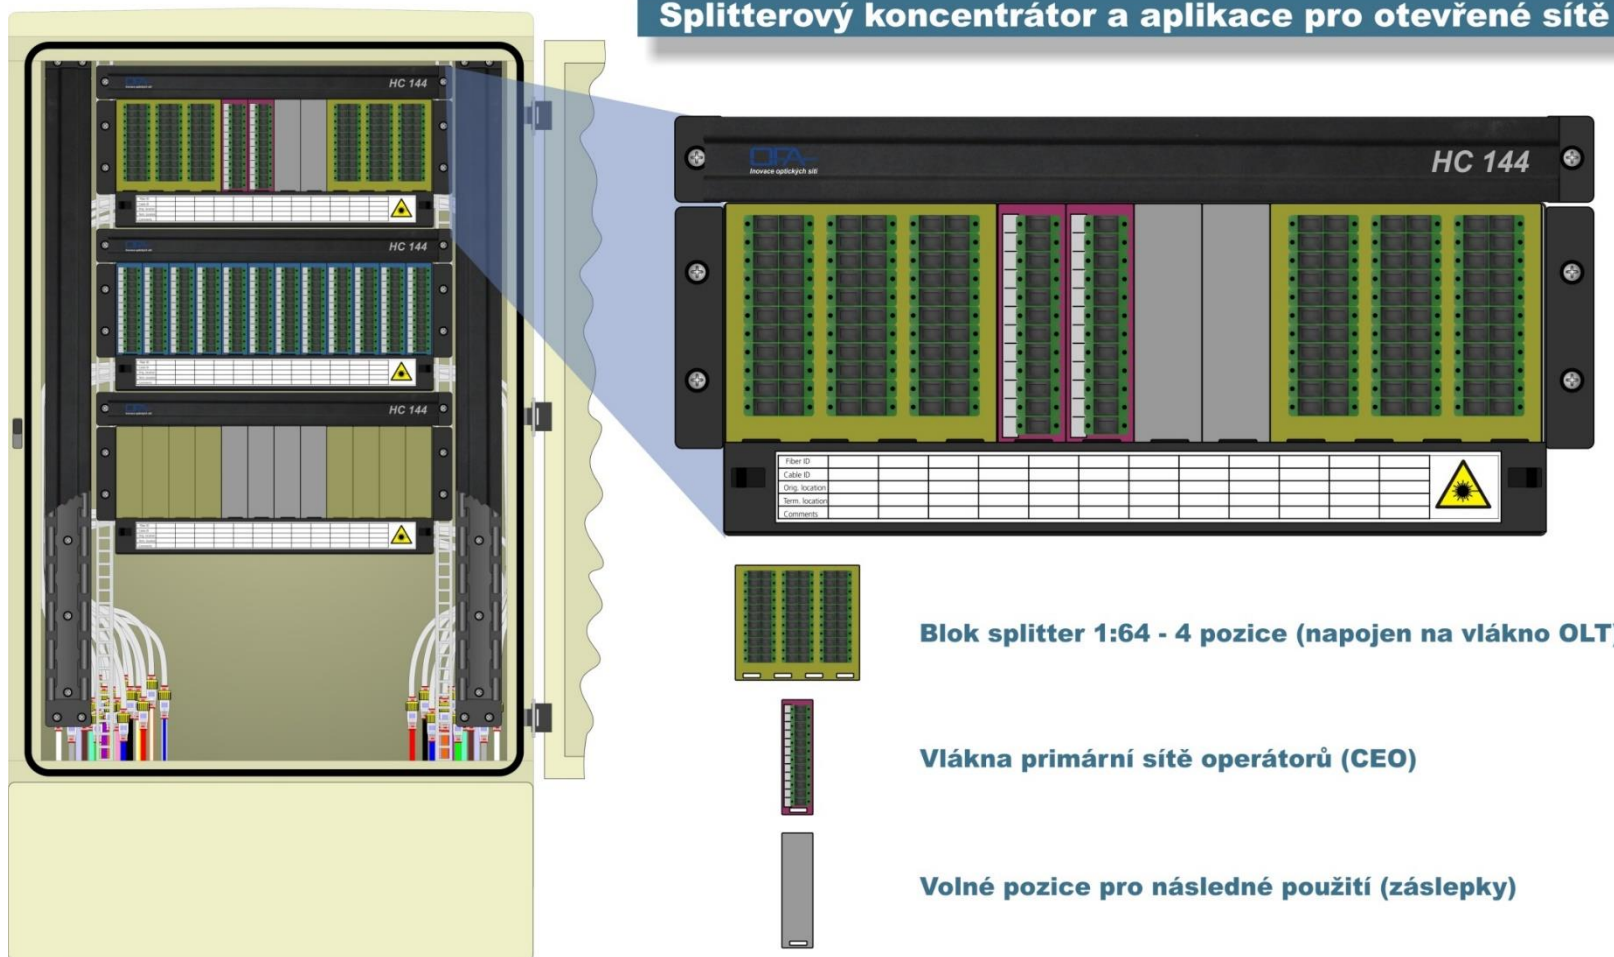 Splitterový koncentrátor a aplikace pro otevřené sítě
HC 144
HC 144
HC 144
OFA
Inovace optických sítí
HC 144
Fiber ID
Cable ID
Orig. location
Term. location
Comments
Blok splitter 1:64 - 4 pozice (napojen na vlákno OLT)
Vlákna primární sítě operátorů (CEO)
Volné pozice pro následné použití (záslepky)